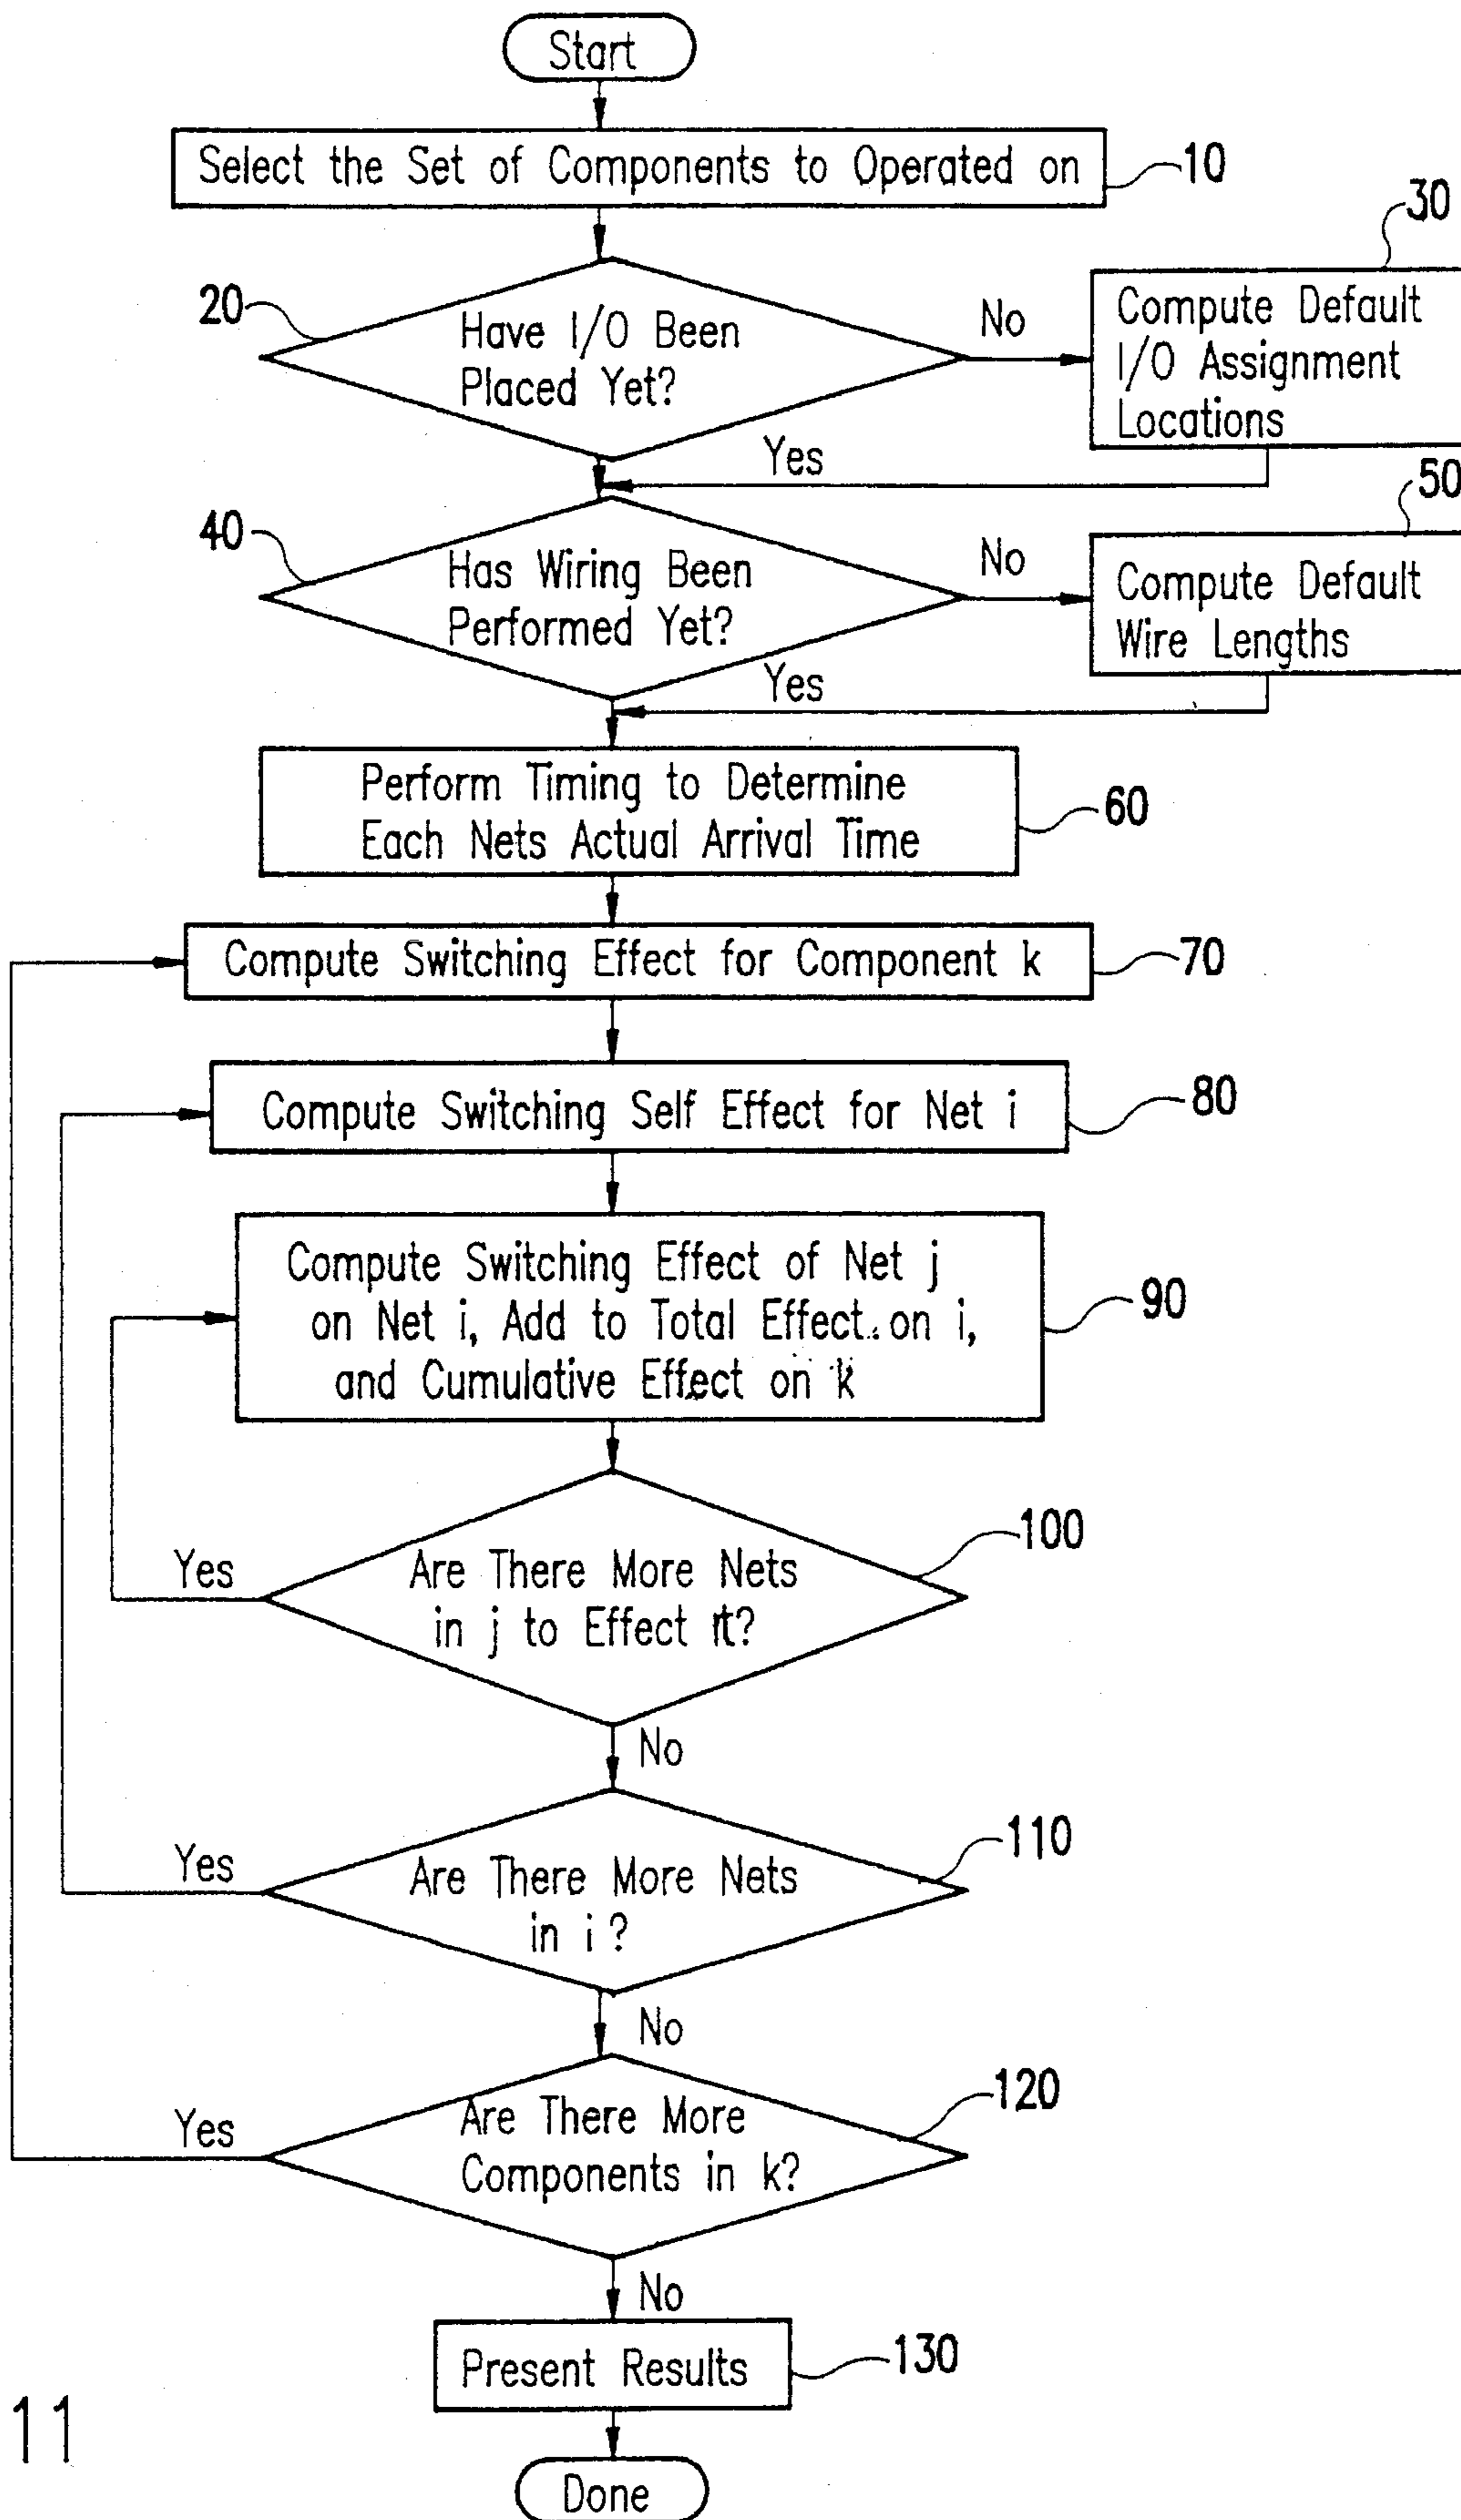 Start
Select the Set of Components to Operated on
10
30
20
Have I/O Been
Placed Yet?
No
Compute Default
I/O Assignment
Locations
Yes
50
40
Has Wiring Been
Performed Yet?
No
Compute Default
Wire Lengths
Yes
Perform Timing to Determine
Each Nets Actual Arrival Time
60
Compute Switching Effect for Component k
70
Compute Switching Self Effect for Net i
80
Compute Switching Effect of Net j
on Net i, Add to Total Effect on i,
and Cumulative Effect on k
90
100
Yes
Are There More Nets
in j to Effect
No
110
Yes
Are There More Nets
in i ?
No
120
Yes
Are There More
Components in k?
No
Present Results
130
11
Done